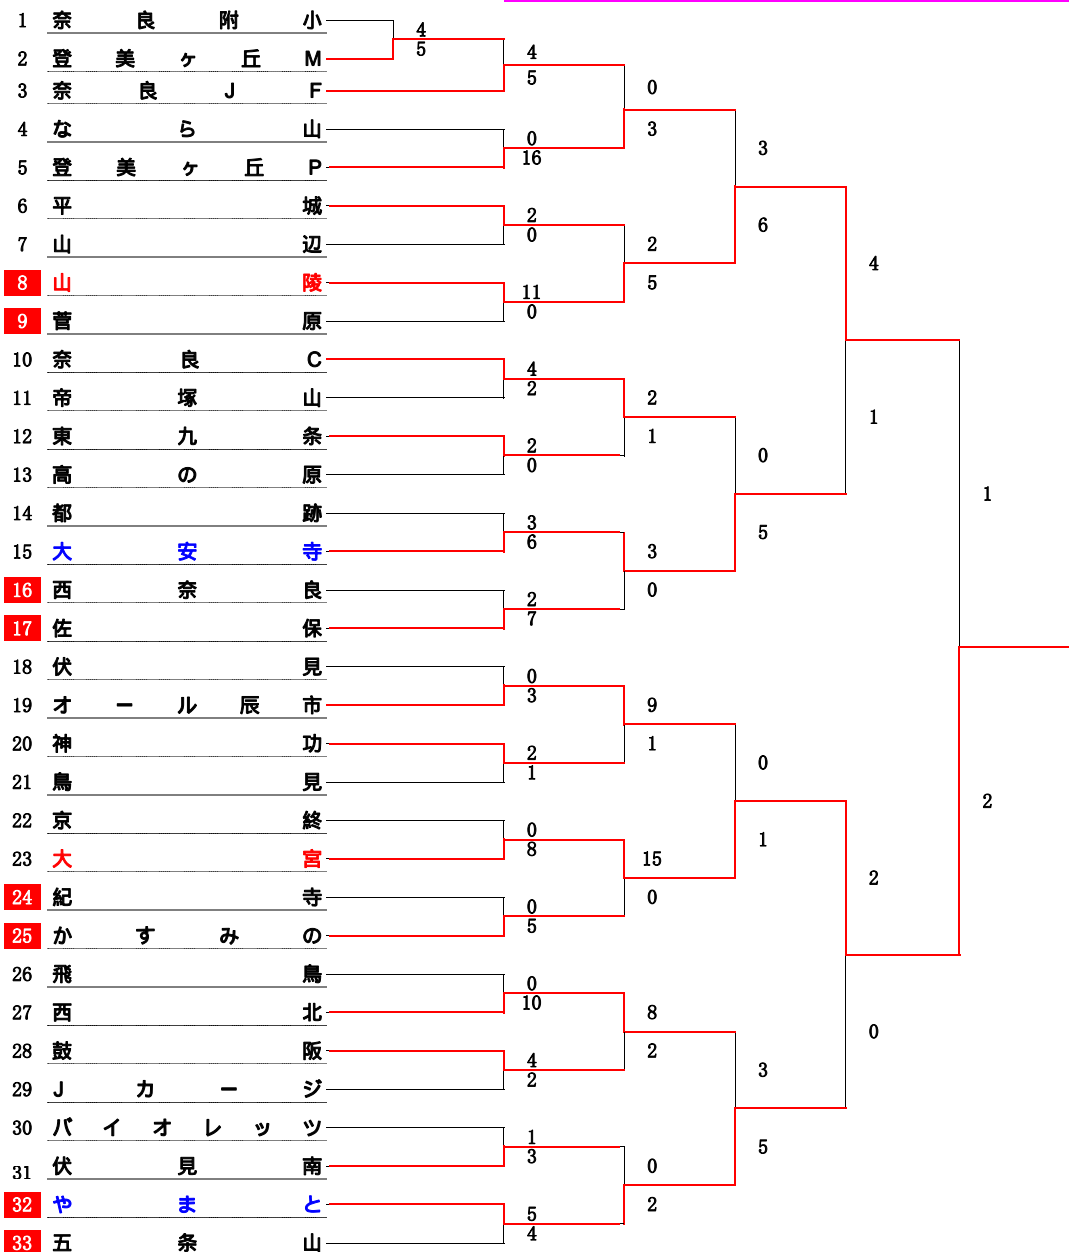 1 奈良附小
4
2 登美ヶ丘M
5
4
3 奈良JF
5
0
4 なら山
3
0
3
5 登美ヶ丘P
16
6 平城
2
6
7 山辺
0
2
4
8 山陵
5
11
9 菅原
0
10 奈良C
4
11 帝塚山
2
2
1
12 東九条
1
2
0
13 高の原
0
1
14 都跡
3
5
15 大安寺
6
3
16 西奈良
0
2
17 佐保
7
18 伏見
0
19 オール辰市
3
9
20 神功
1
2
0
21 鳥見
1
2
22 京終
0
1
23 大宮
8
15
2
24 紀寺
0
0
25 かすみの
5
26 飛鳥
0
27 西北
10
8
0
28 鼓阪
2
4
3
29 Jカージ
2
30 バイオレッツ
1
5
31 伏見南
3
0
32 やまと
2
5
33 五条山
4